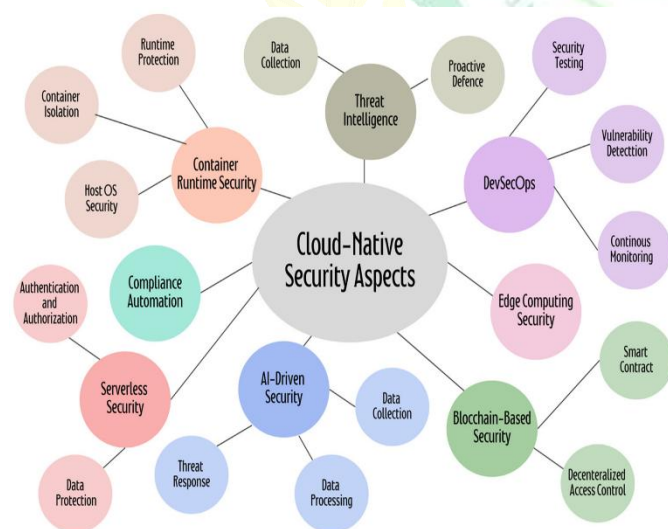 Runtime
Protection
Data
Collection
Security
Testing
Proactive
Defence
Threat
Intelligence
Container
Isolation
Vulnerability
Detecttion
Container
Runtime Security
DevSecOps
Host OS
Security
Cloud-Native
Security Aspects
Continous
Monitoring
Compliance
Automation
Authentication
and
Authorization
Edge Computing
Security
Smart
Contract
AI-Driven
Security
Serverless
Security
Data
Collection
Blocchain-Based
Security
Threat
Response
Data
Protection
Data
Processing
Decenteralized
Access Control